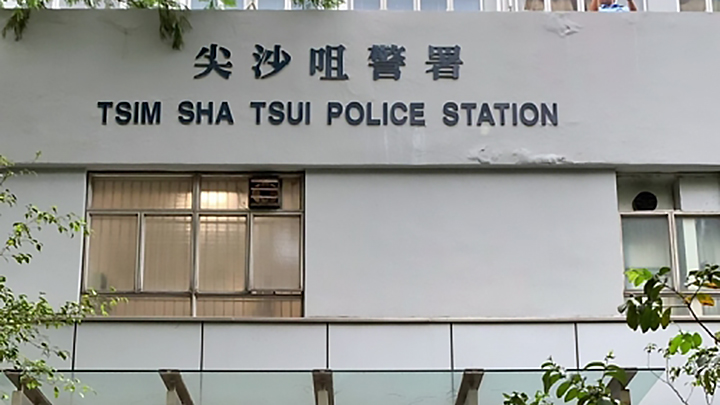 尖沙咀警署
TSIM SHA TSUI POLICE STATION